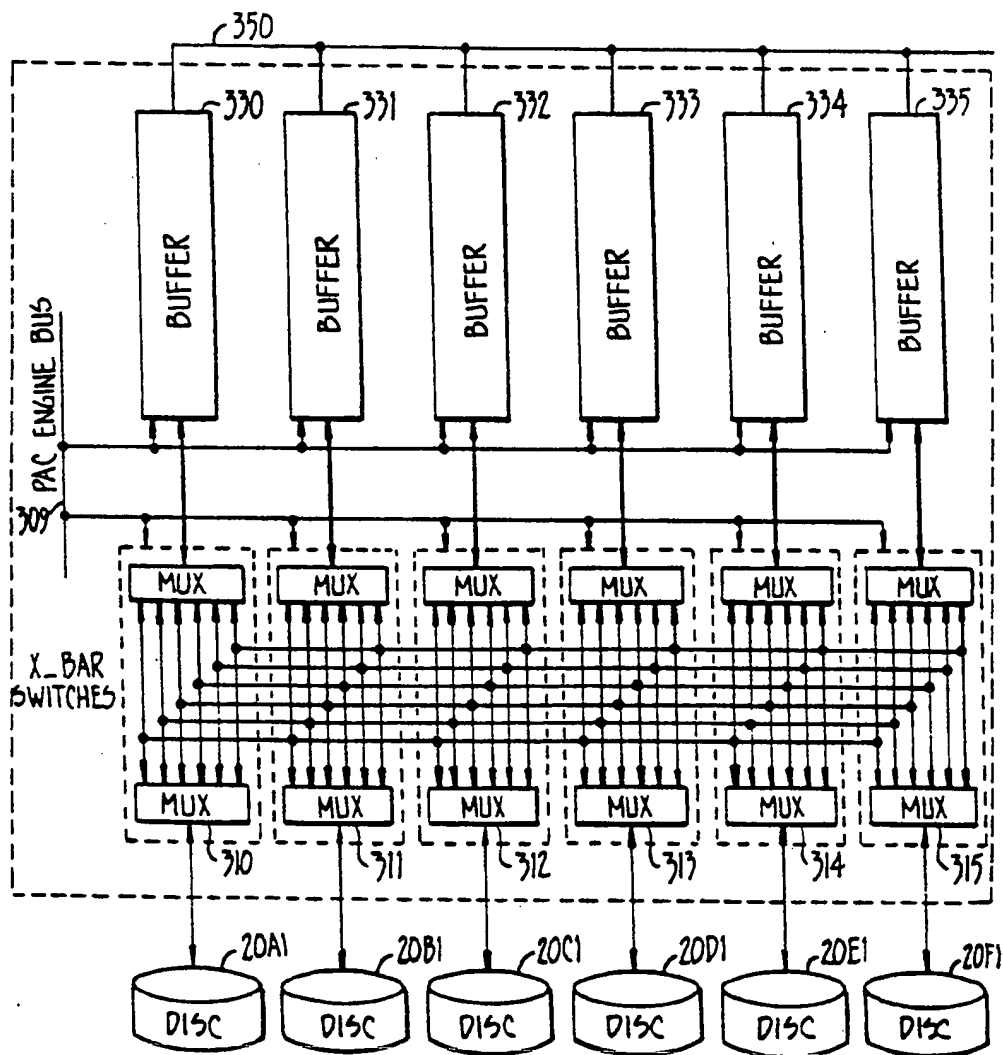 350
330 331 332 333 334 335
BUFFER BUFFER BUFFER BUFFER BUFFER BUFFER
PAC ENGINE BUS
309
MUX MUX MUX MUX MUX MUX
X_BAR
SWITCHES
MUX MUX MUX MUX MUX MUX
310 311 312 313 314 315
20A1 20B1 20C1 20D1 20E1 20F1
DISC DISC DISC DISC DISC DISC